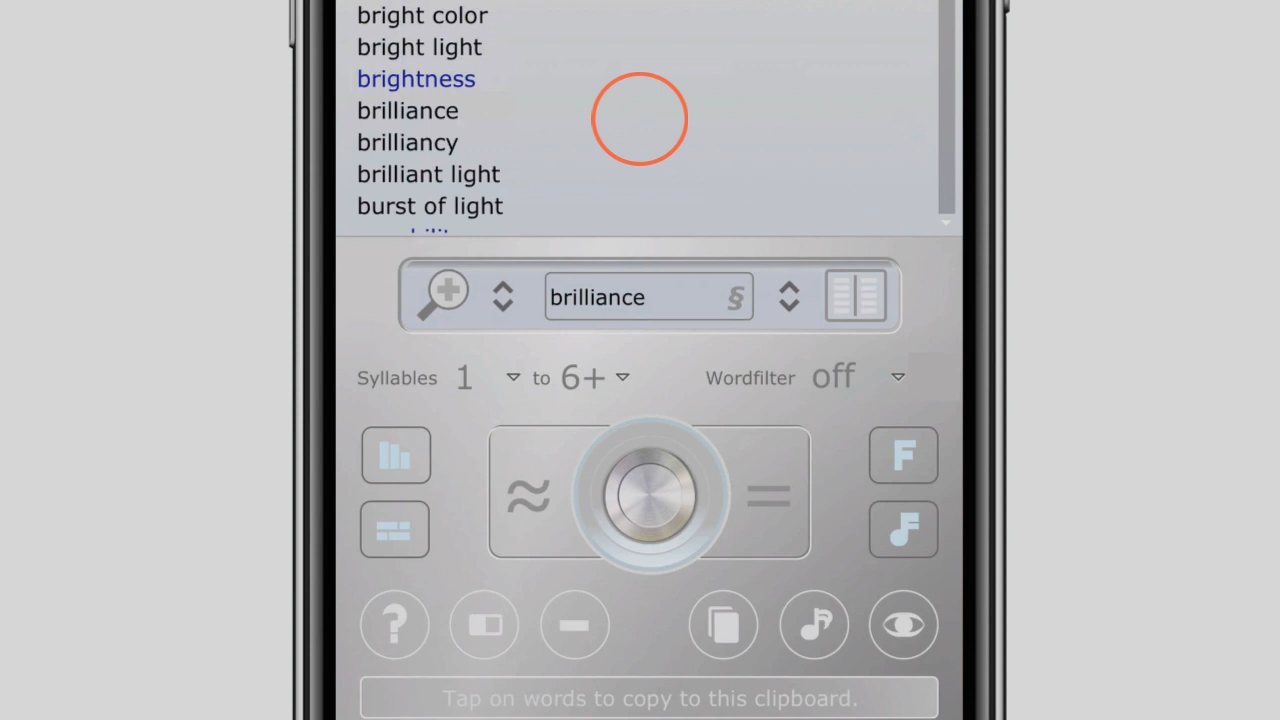 bright color
bright light
brightness
brilliance
brilliancy
brilliant light
burst of light
brilliance §
Syllables 1 to 6+ Wordfilter off
≈ =
F
?
Tap on words to copy to this clipboard.